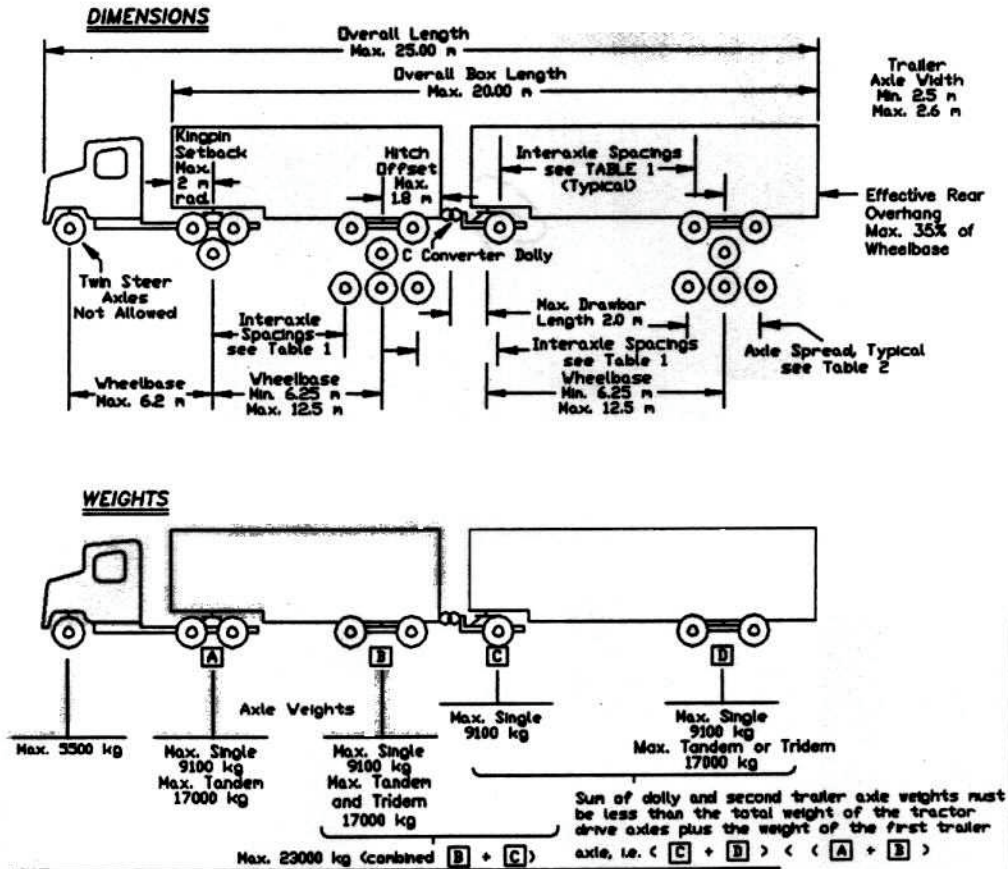 DIMENSIONS
Overall Length
Max. 25.00 m
Overall Box Length
Max. 20.00 m
Trailer
Axle Width
Min. 2.5 m
Max. 2.6 m
Kingpin
Setback
Max.
2 m
rad.
Hitch
Offset
Max.
1.8 m
Interaxle Spacings
see TABLE 1
(Typical)
Effective Rear
Overhang
Max. 35% of
Wheelbase
C Converter Dolly
Twin Steer
Axles
Not Allowed
Interaxle
Spacings
see Table 1
Max. Drawbar
Length 2.0 m
Interaxle Spacings
see Table 1
Axle Spread, Typical
see Table 2
Wheelbase
Max. 6.2 m
Wheelbase
Min. 6.25 m
Max. 12.5 m
Wheelbase
Min. 6.25 m
Max. 12.5 m
WEIGHTS
A
B
C
D
Axle Weights
Max. 5500 kg
Max. Single
9100 kg
Max. Tandem
17000 kg
Max. Single
9100 kg
Max. Tandem
and Tridem
17000 kg
Max. Single
9100 kg
Max. Single
9100 kg
Max. Tandem or Tridem
17000 kg
Max. 23000 kg (combined B + C)
Sum of dolly and second trailer axle weights must
be less than the total weight of the tractor
drive axles plus the weight of the first trailer
axle, i.e. ( C + D ) < ( A + B )